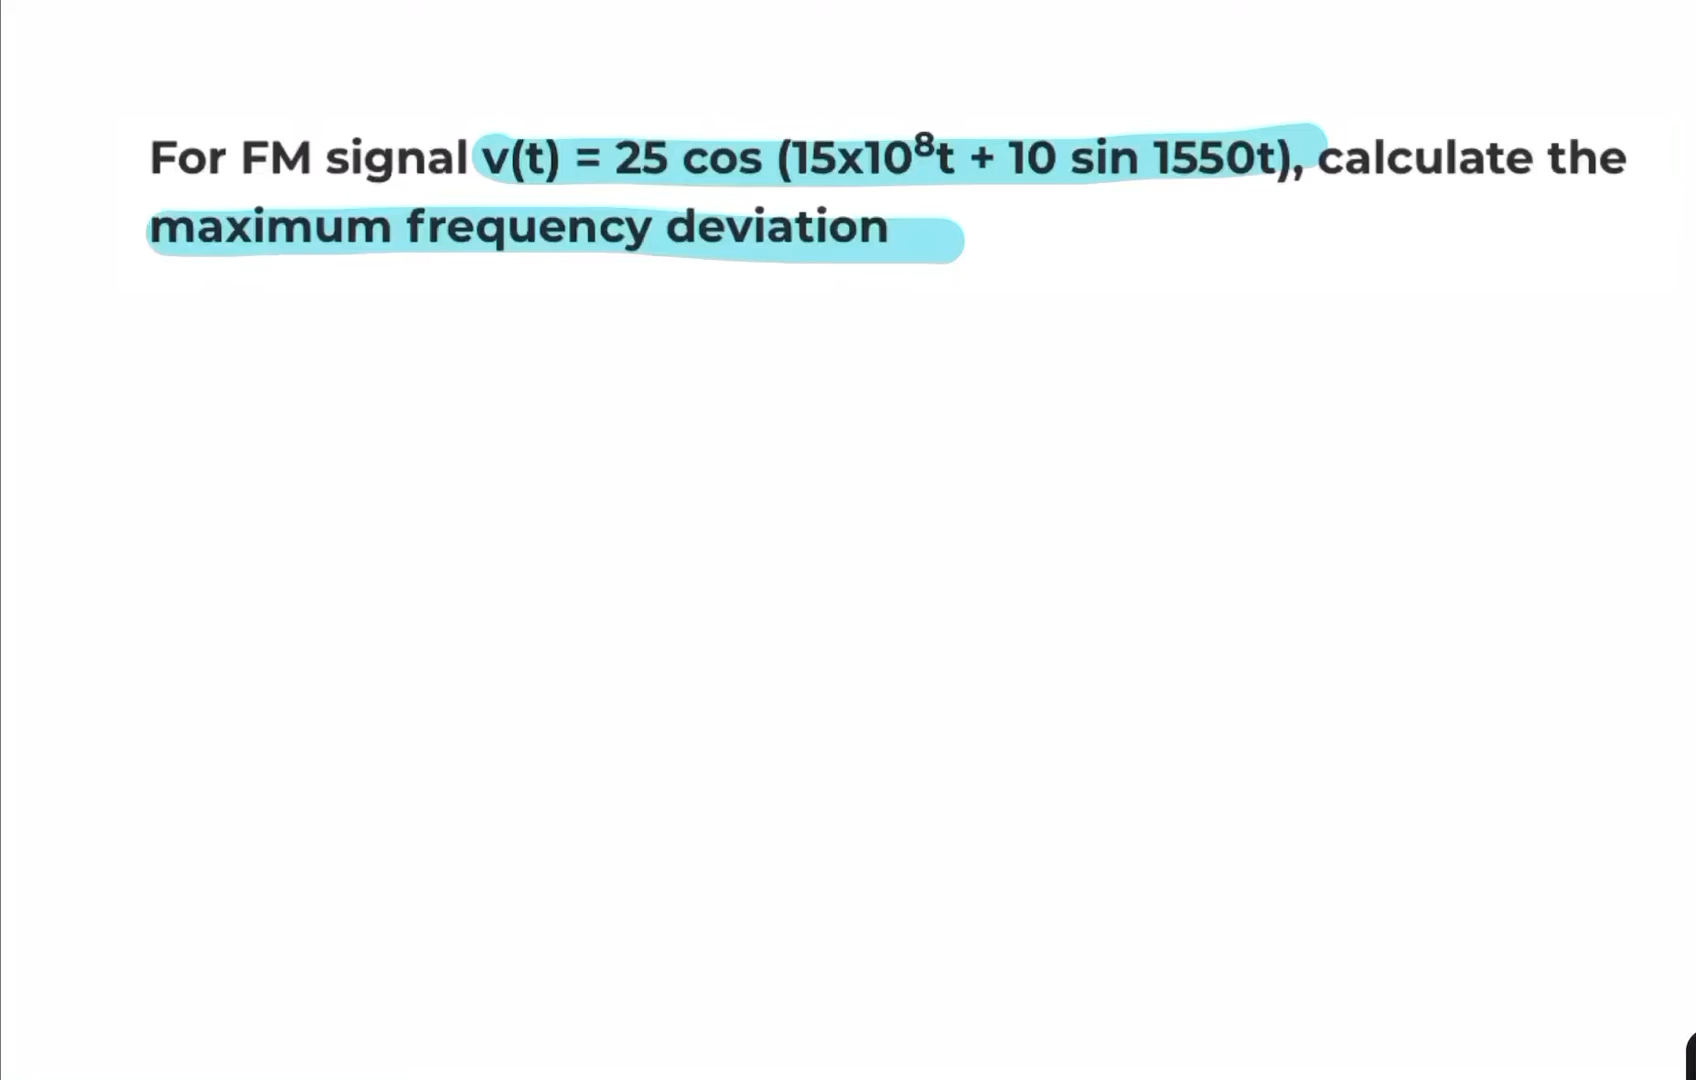 For FM signal v(t) = 25 cos (15x10⁸t + 10 sin 1550t), calculate the
maximum frequency deviation